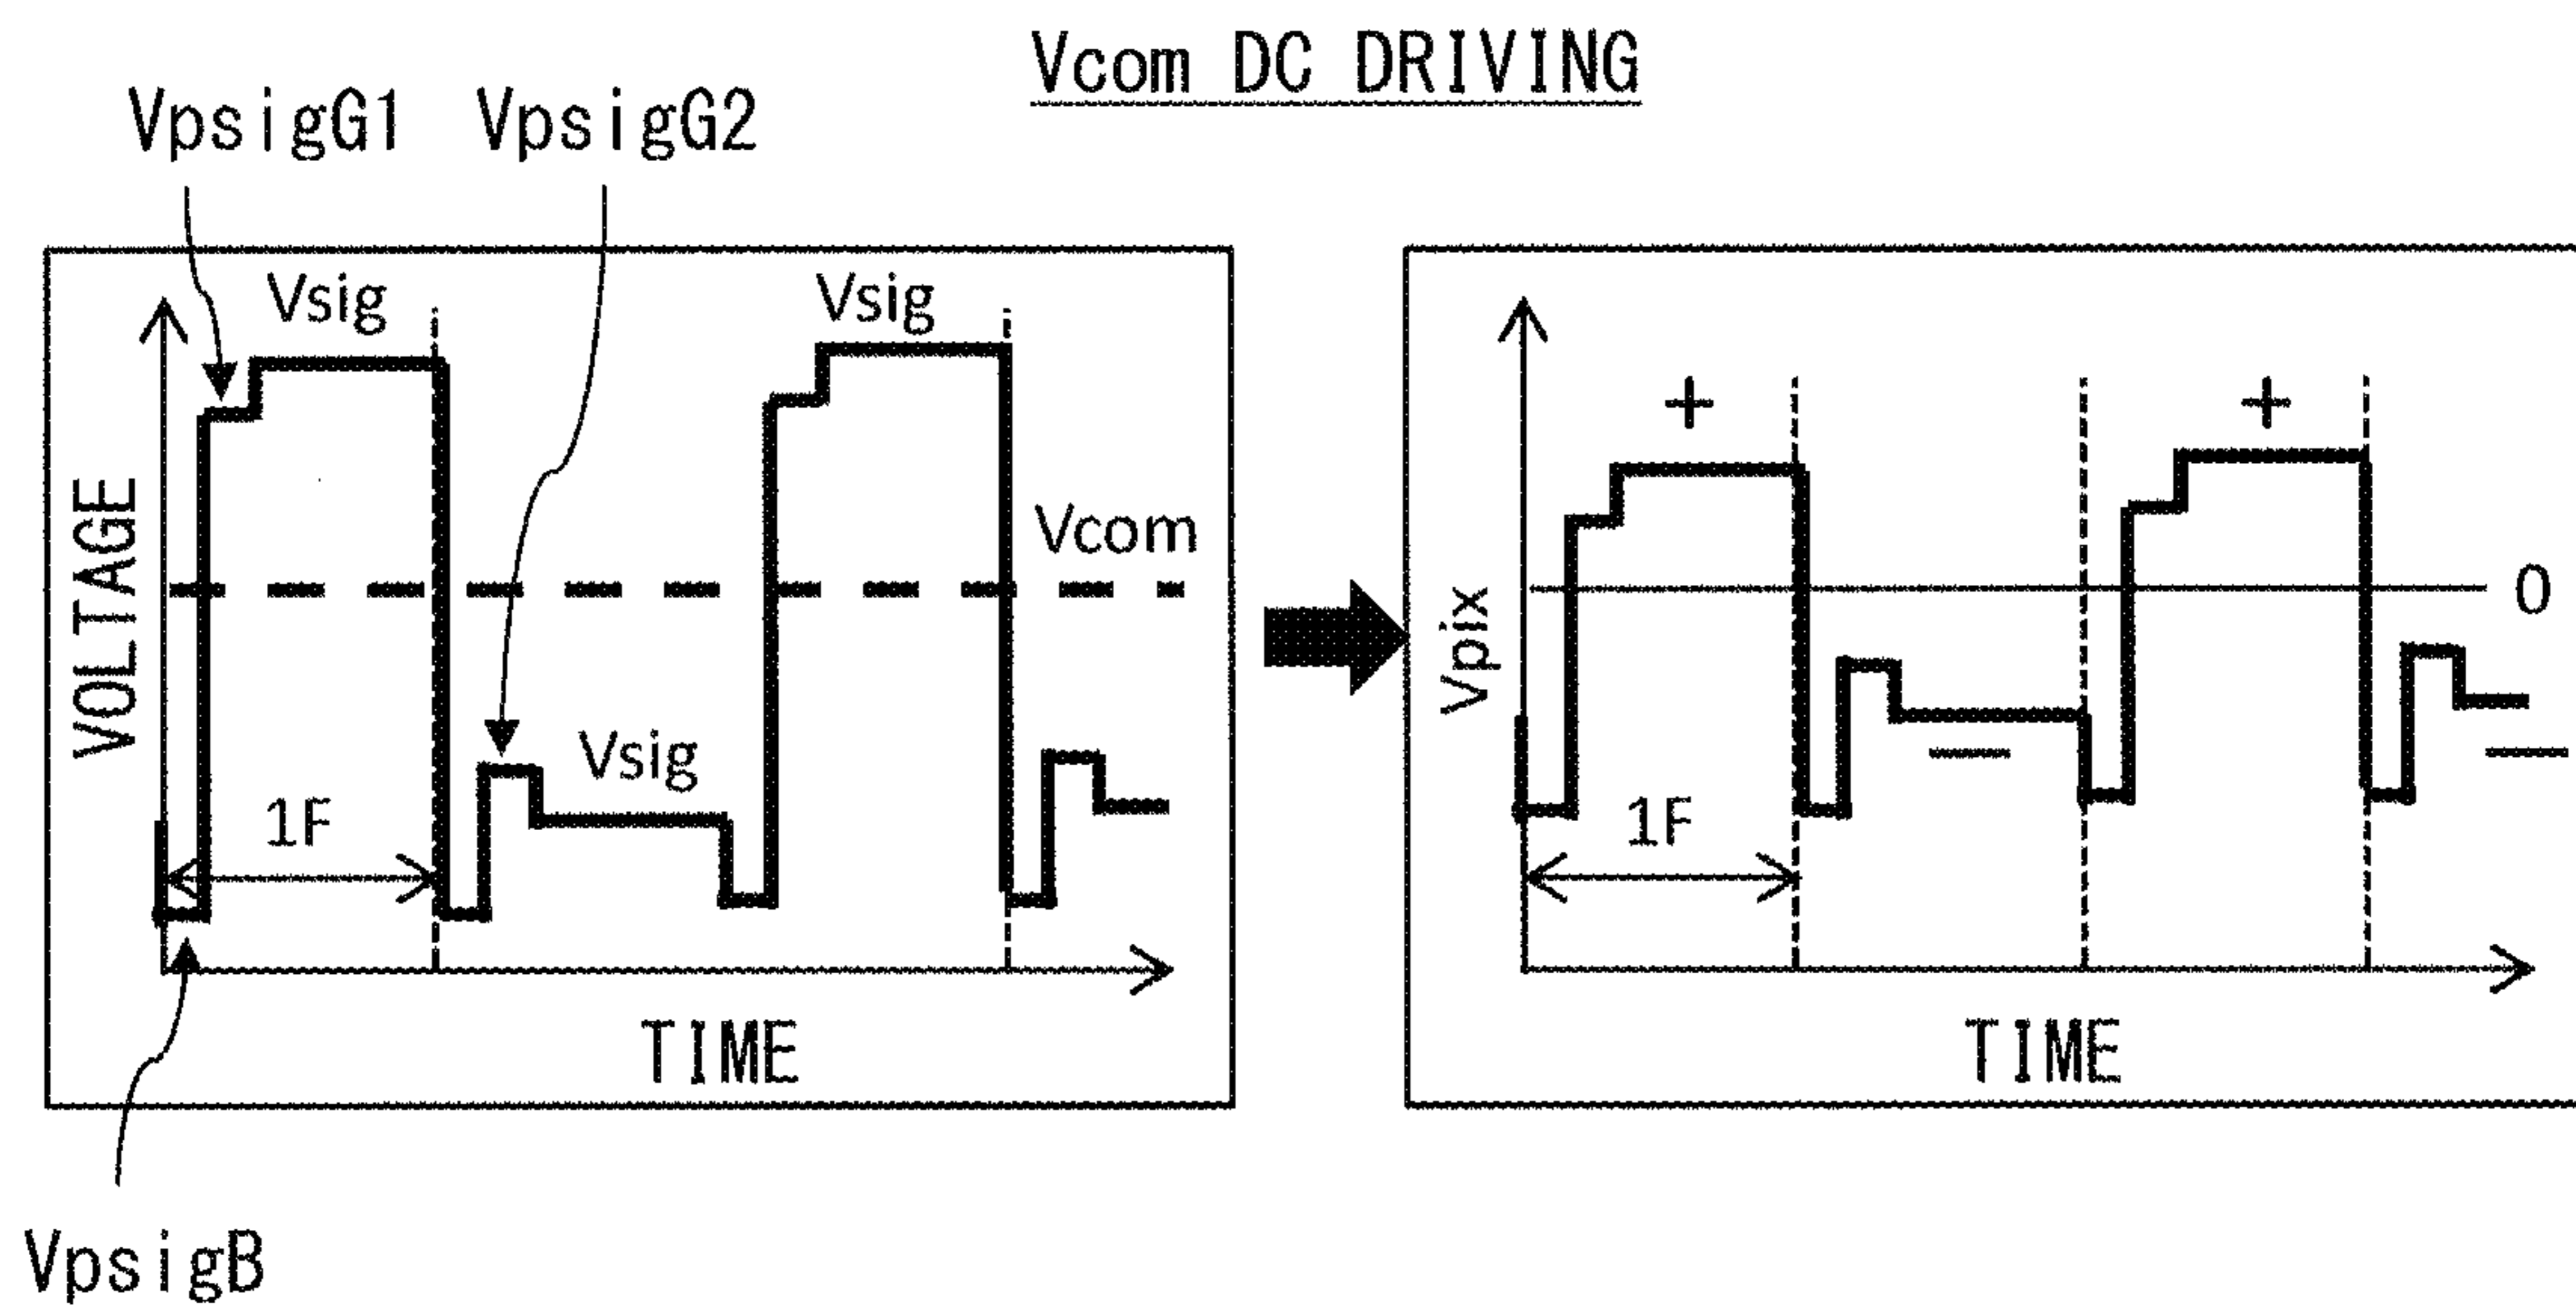 Vcom DC DRIVING
VpsigG1 VpsigG2
Vsig Vsig
VOLTAGE
Vcom
Vsig
1F
TIME
VpsigB
+ +
Vpix
0
— —
1F
TIME